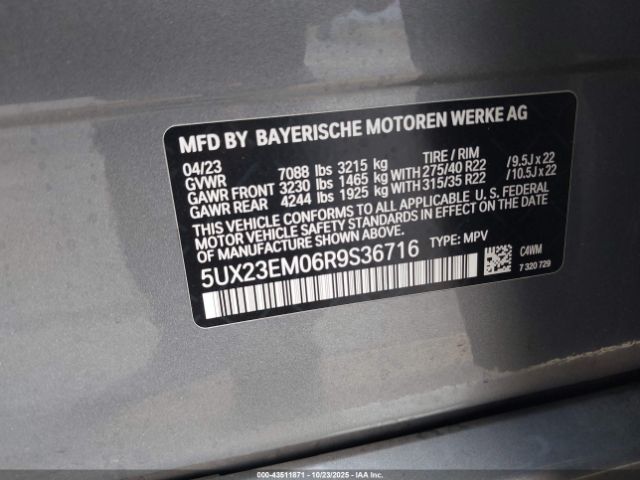 MFD BY BAYERISCHE MOTOREN WERKE AG
04/23 TIRE / RIM
GVWR 7088 lbs 3215 kg
GAWR FRONT 3230 lbs 1465 kg WITH 275/40 R22 /9.5J x 22
GAWR REAR 4244 lbs 1925 kg WITH 315/35 R22 /10.5J x 22
THIS VEHICLE CONFORMS TO ALL APPLICABLE U.S. FEDERAL
MOTOR VEHICLE SAFETY STANDARDS IN EFFECT ON THE DATE
OF MANUFACTURE SHOWN ABOVE.
5UX23EM06R9S36716 TYPE: MPV
C4WM
7 320 729
000-43511871 - 10/23/2025 - IAAI.COM